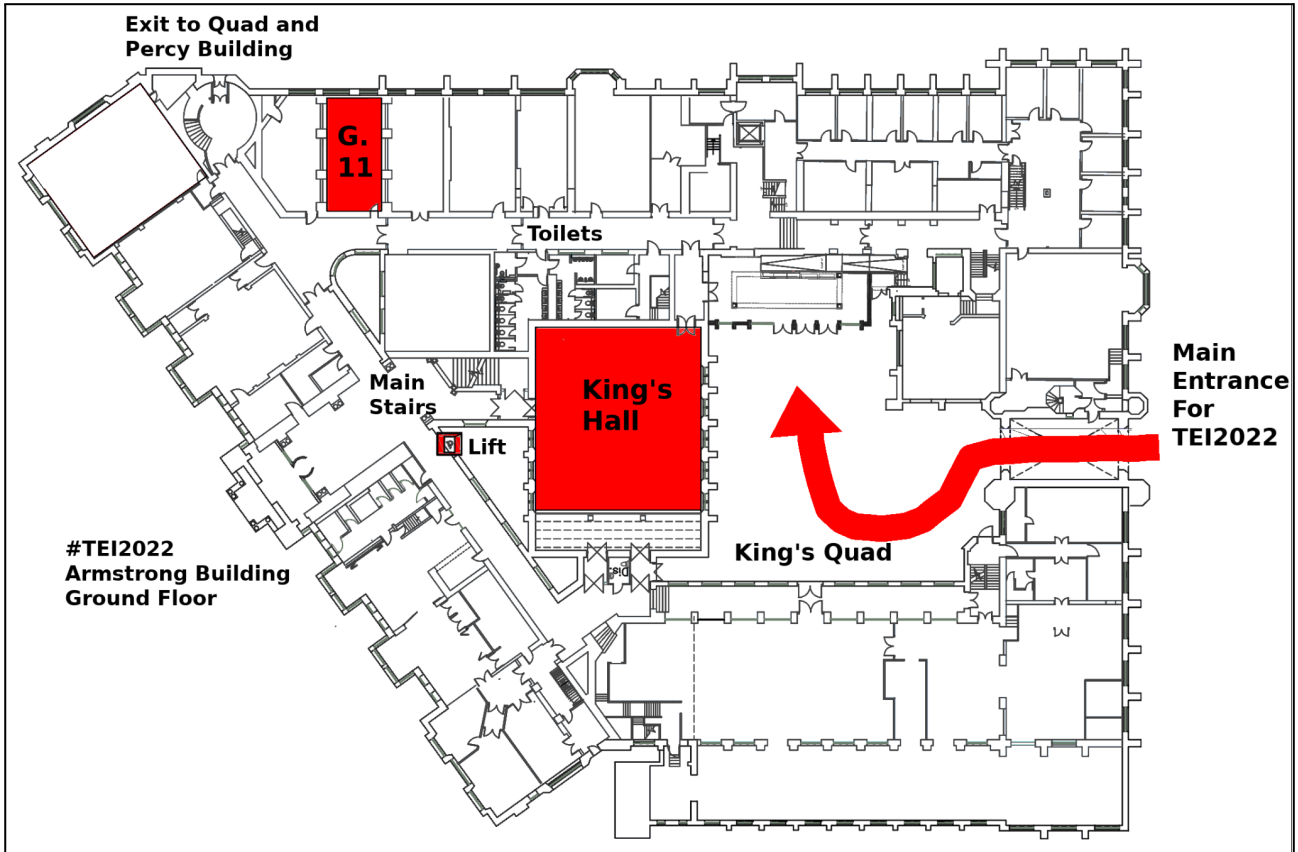 Exit to Quad and
Percy Building
G.
11
Toilets
Main
Stairs
King's
Hall
Lift
Main
Entrance
For
TEI2022
King's Quad
#TEI2022
Armstrong Building
Ground Floor
Dis.